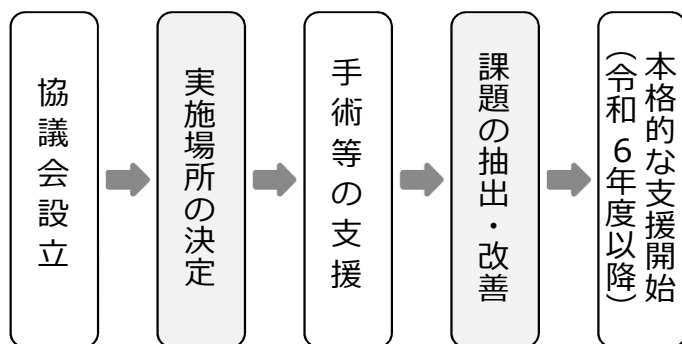 協議会設立
実施場所の決定
手術等の支援
課題の抽出・改善
本格的な支援開始
（令和６年度以降）